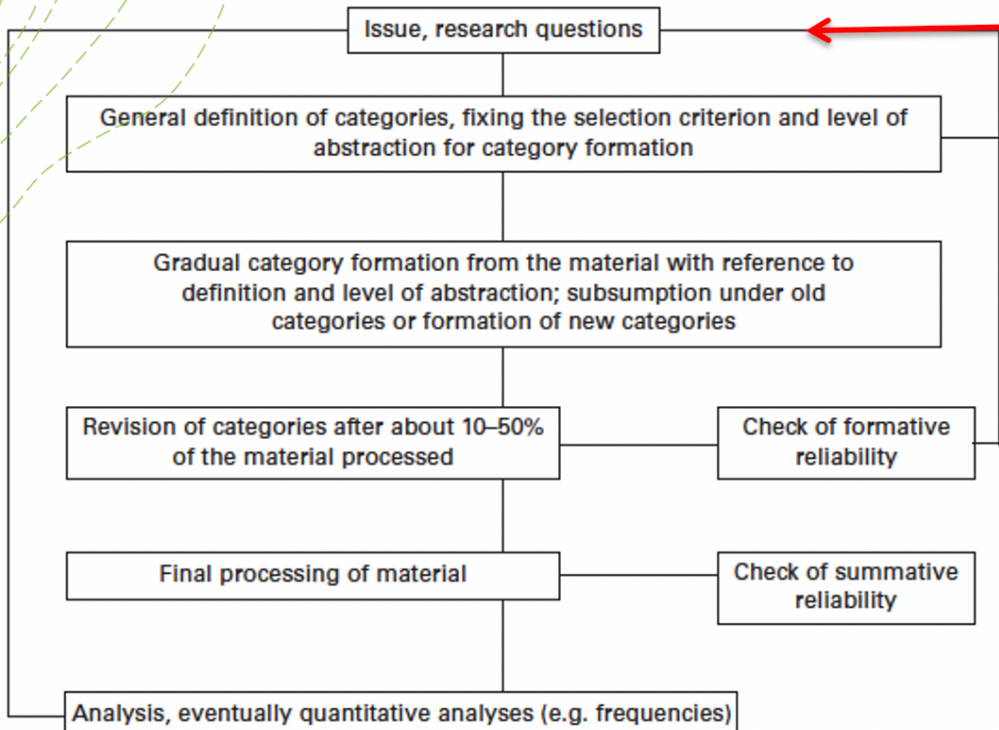 Issue, research questions
General definition of categories, fixing the selection criterion and level of
abstraction for category formation
Gradual category formation from the material with reference to
definition and level of abstraction; subsumption under old
categories or formation of new categories
Revision of categories after about 10–50%
of the material processed
Check of formative
reliability
Final processing of material
Check of summative
reliability
Analysis, eventually quantitative analyses (e.g. frequencies)